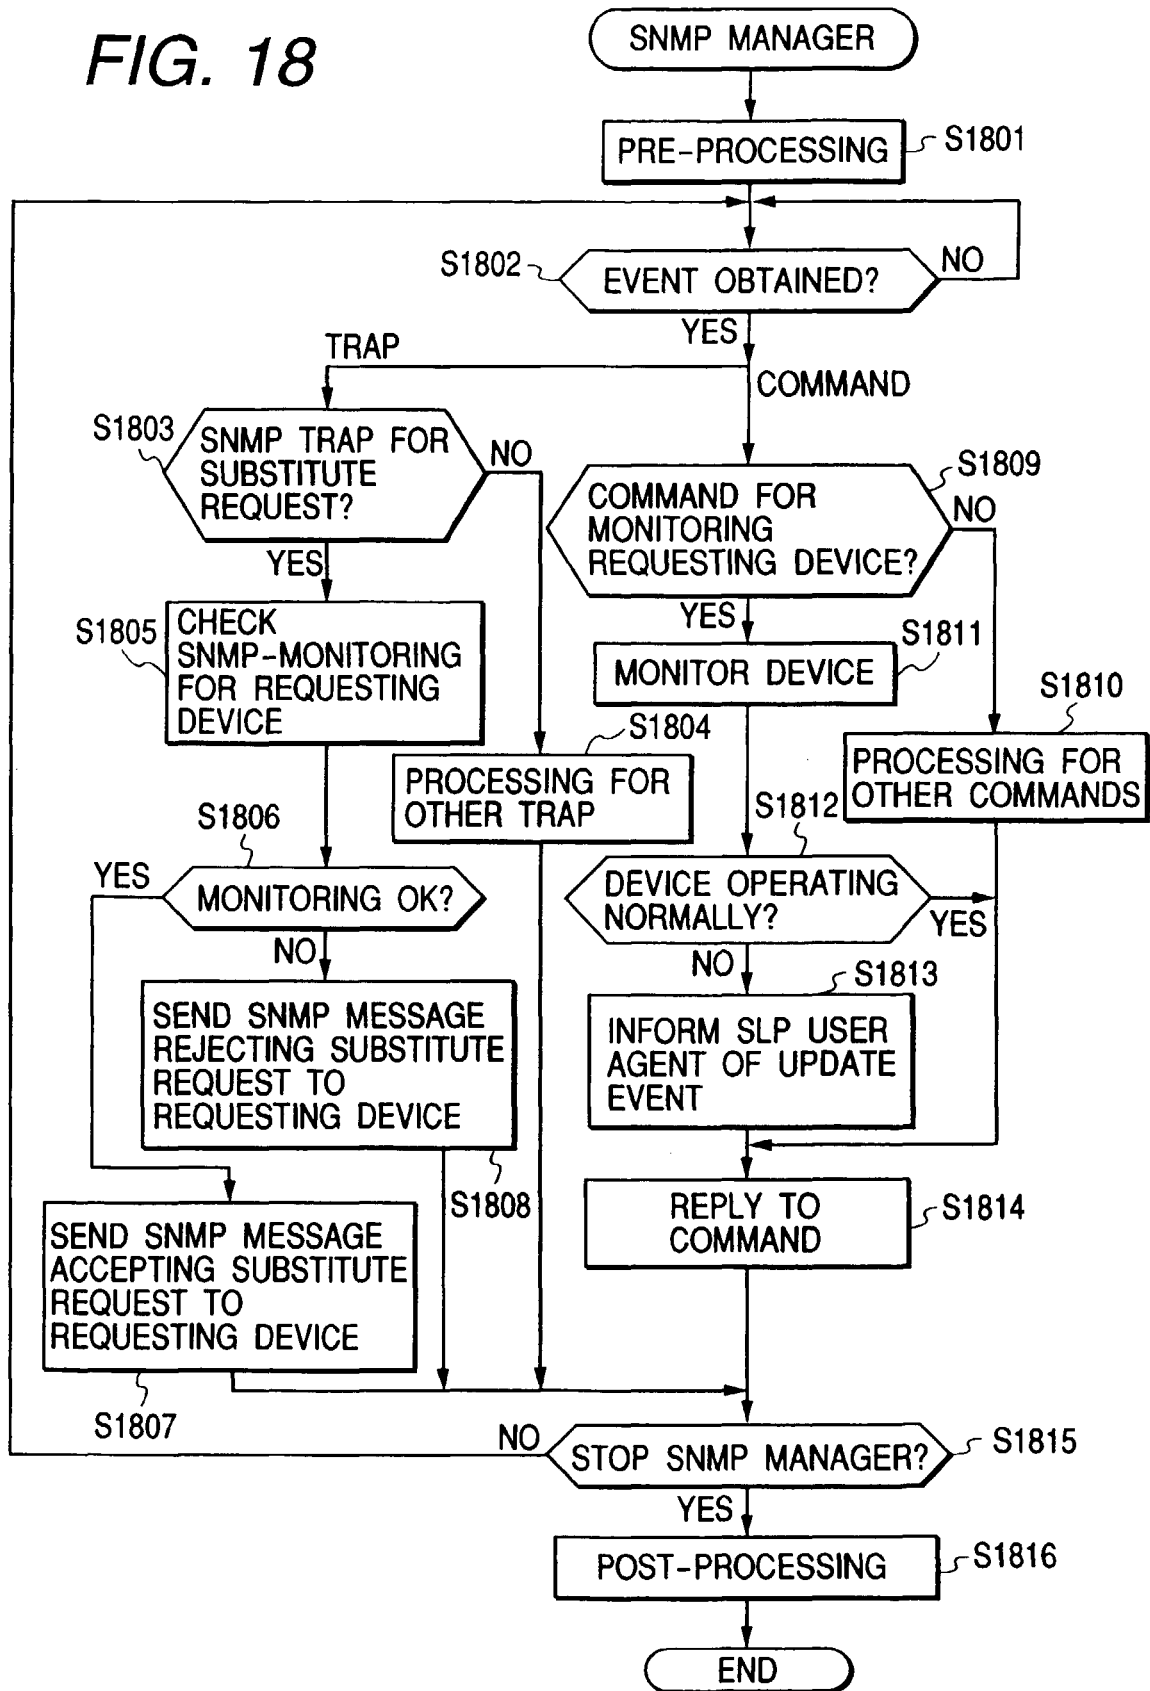 FIG. 18
SNMP MANAGER
PRE-PROCESSING
S1801
S1802
EVENT OBTAINED?
NO
YES
TRAP
COMMAND
S1803
SNMP TRAP FOR
SUBSTITUTE
REQUEST?
NO
YES
S1809
COMMAND FOR
MONITORING
REQUESTING DEVICE?
NO
YES
S1805
CHECK
SNMP-MONITORING
FOR REQUESTING
DEVICE
S1811
MONITOR DEVICE
S1804
PROCESSING FOR
OTHER TRAP
S1810
PROCESSING FOR
OTHER COMMANDS
S1806
YES
MONITORING OK?
NO
S1812
DEVICE OPERATING
NORMALLY?
YES
NO
SEND SNMP MESSAGE
REJECTING SUBSTITUTE
REQUEST TO
REQUESTING DEVICE
S1808
S1813
INFORM SLP USER
AGENT OF UPDATE
EVENT
SEND SNMP MESSAGE
ACCEPTING SUBSTITUTE
REQUEST TO
REQUESTING DEVICE
S1807
REPLY TO
COMMAND
S1814
NO
STOP SNMP MANAGER?
S1815
YES
POST-PROCESSING
S1816
END